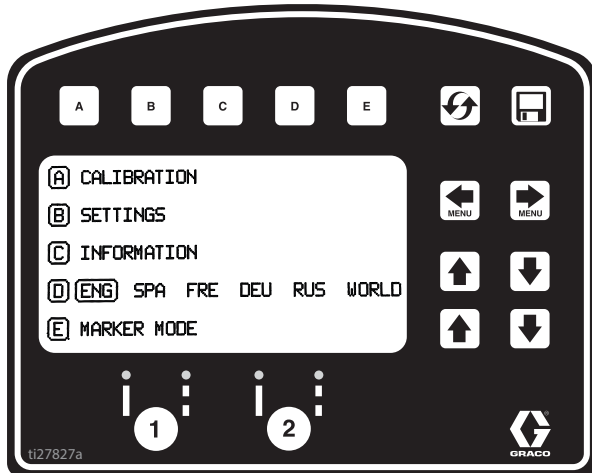 A B C D E
A CALIBRATION
MENU MENU
B SETTINGS
C INFORMATION
D ENG SPA FRE DEU RUS WORLD
E MARKER MODE
1 2
GRACO
ti27827a